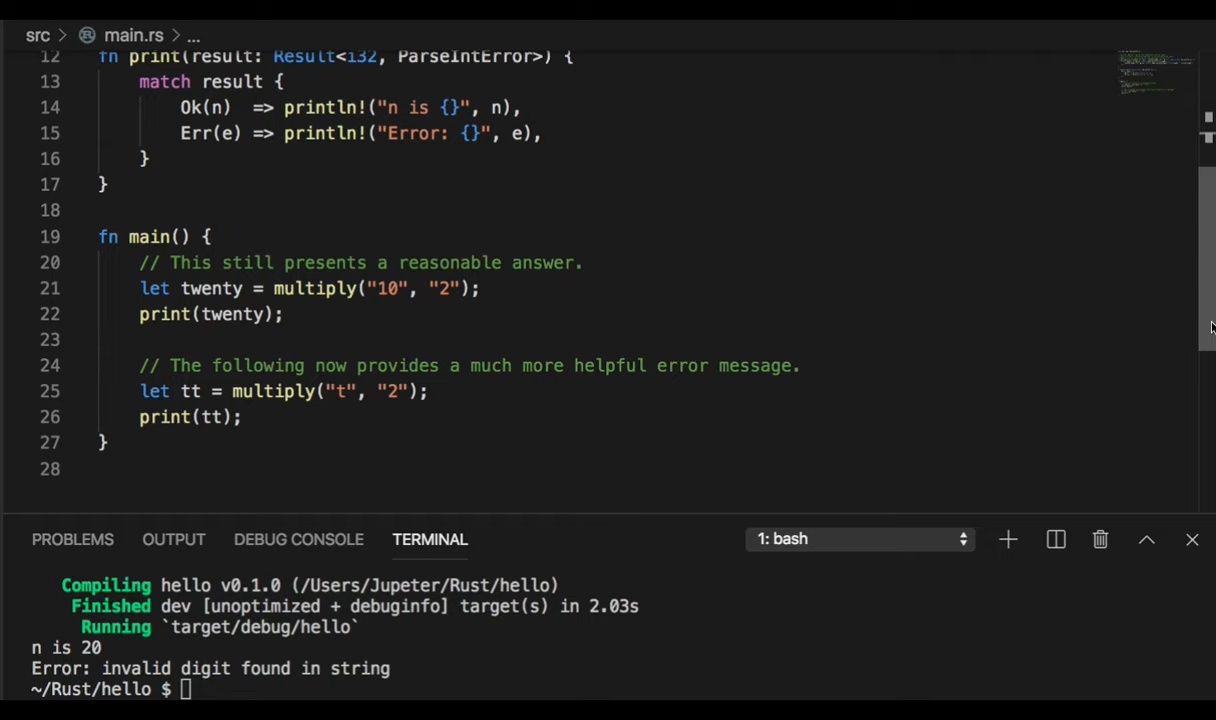 src > main.rs > ...
12 fn print(result: Result<i32, ParseIntError>) {
13     match result {
14         Ok(n)  => println!("n is {}", n),
15         Err(e) => println!("Error: {}", e),
16     }
17 }
18
19 fn main() {
20     // This still presents a reasonable answer.
21     let twenty = multiply("10", "2");
22     print(twenty);
23
24     // The following now provides a much more helpful error message.
25     let tt = multiply("t", "2");
26     print(tt);
27 }
28
PROBLEMS OUTPUT DEBUG CONSOLE TERMINAL 1: bash
Compiling hello v0.1.0 (/Users/Jupeter/Rust/hello)
Finished dev [unoptimized + debuginfo] target(s) in 2.03s
Running `target/debug/hello`
n is 20
Error: invalid digit found in string
~/Rust/hello $